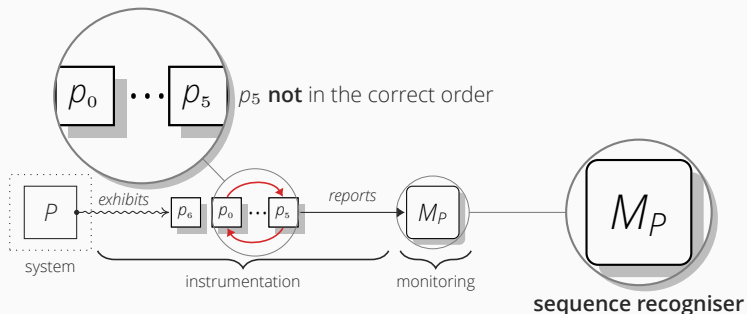 p0 ··· p5 p5 not in the correct order
P exhibits p6 p0 ··· p5 reports MP MP
system instrumentation monitoring
sequence recogniser